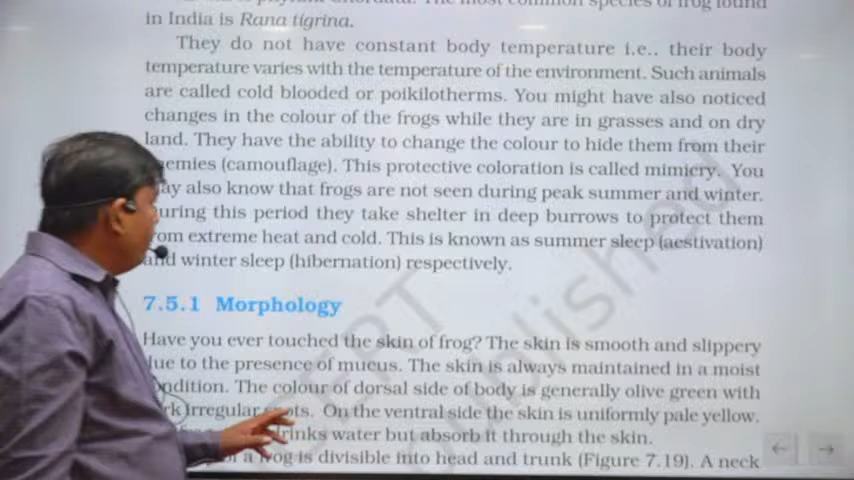 in India is Rana tigrina.
They do not have constant body temperature i.e.. their body
temperature varies with the temperature of the environment. Such animals
are called cold blooded or poikilotherms. You might have also noticed
changes in the colour of the frogs while they are in grasses and on dry
land. They have the ability to change the colour to hide them from their
enemies (camouflage). This protective coloration is called mimicry. You
may also know that frogs are not seen during peak summer and winter.
During this period they take shelter in deep burrows to protect them
from extreme heat and cold. This is known as summer sleep (aestivation)
and winter sleep (hibernation) respectively.
7.5.1 Morphology
Have you ever touched the skin of frog? The skin is smooth and slippery
due to the presence of mucus. The skin is always maintained in a moist
condition. The colour of dorsal side of body is generally olive green with
irregular spots. On the ventral side the skin is uniformly pale yellow.
drinks water but absorb it through the skin.
of a frog is divisible into head and trunk (Figure 7.19). A neck